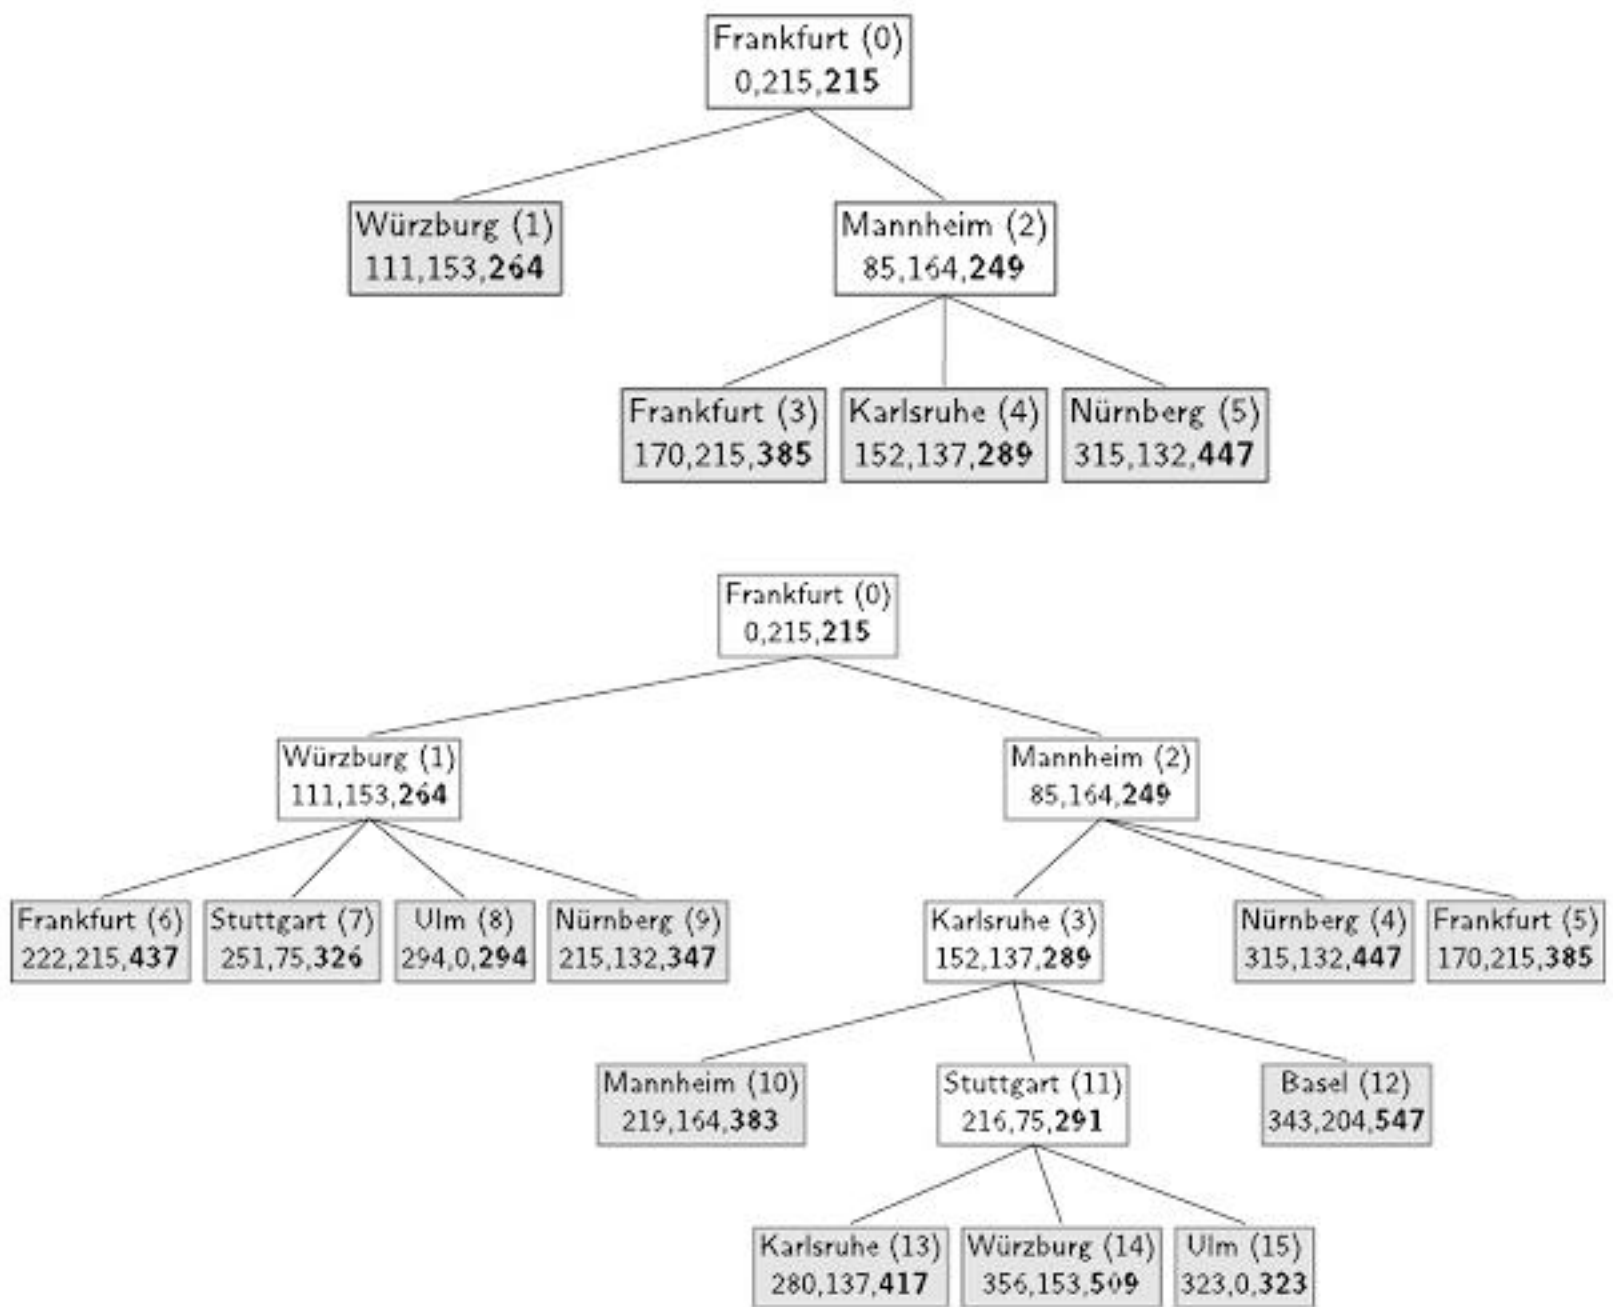 Frankfurt (0)
0,215,215
Würzburg (1)
111,153,264
Mannheim (2)
85,164,249
Frankfurt (3)
170,215,385
Karlsruhe (4)
152,137,289
Nürnberg (5)
315,132,447
Frankfurt (0)
0,215,215
Würzburg (1)
111,153,264
Mannheim (2)
85,164,249
Frankfurt (6)
222,215,437
Stuttgart (7)
251,75,326
Ulm (8)
294,0,294
Nürnberg (9)
215,132,347
Karlsruhe (3)
152,137,289
Nürnberg (4)
315,132,447
Frankfurt (5)
170,215,385
Mannheim (10)
219,164,383
Stuttgart (11)
216,75,291
Basel (12)
343,204,547
Karlsruhe (13)
280,137,417
Würzburg (14)
356,153,509
Ulm (15)
323,0,323